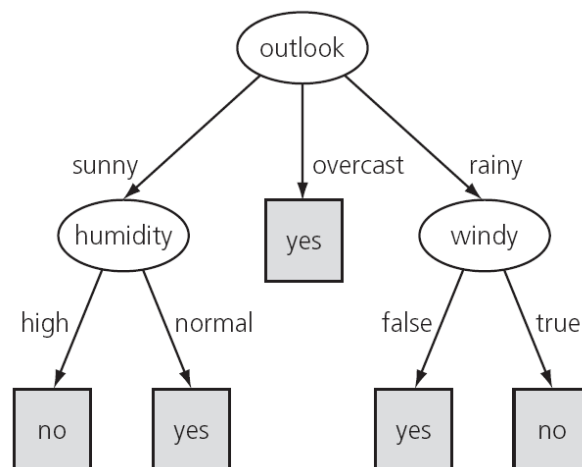 outlook
sunny overcast rainy
humidity yes windy
high normal false true
no yes yes no